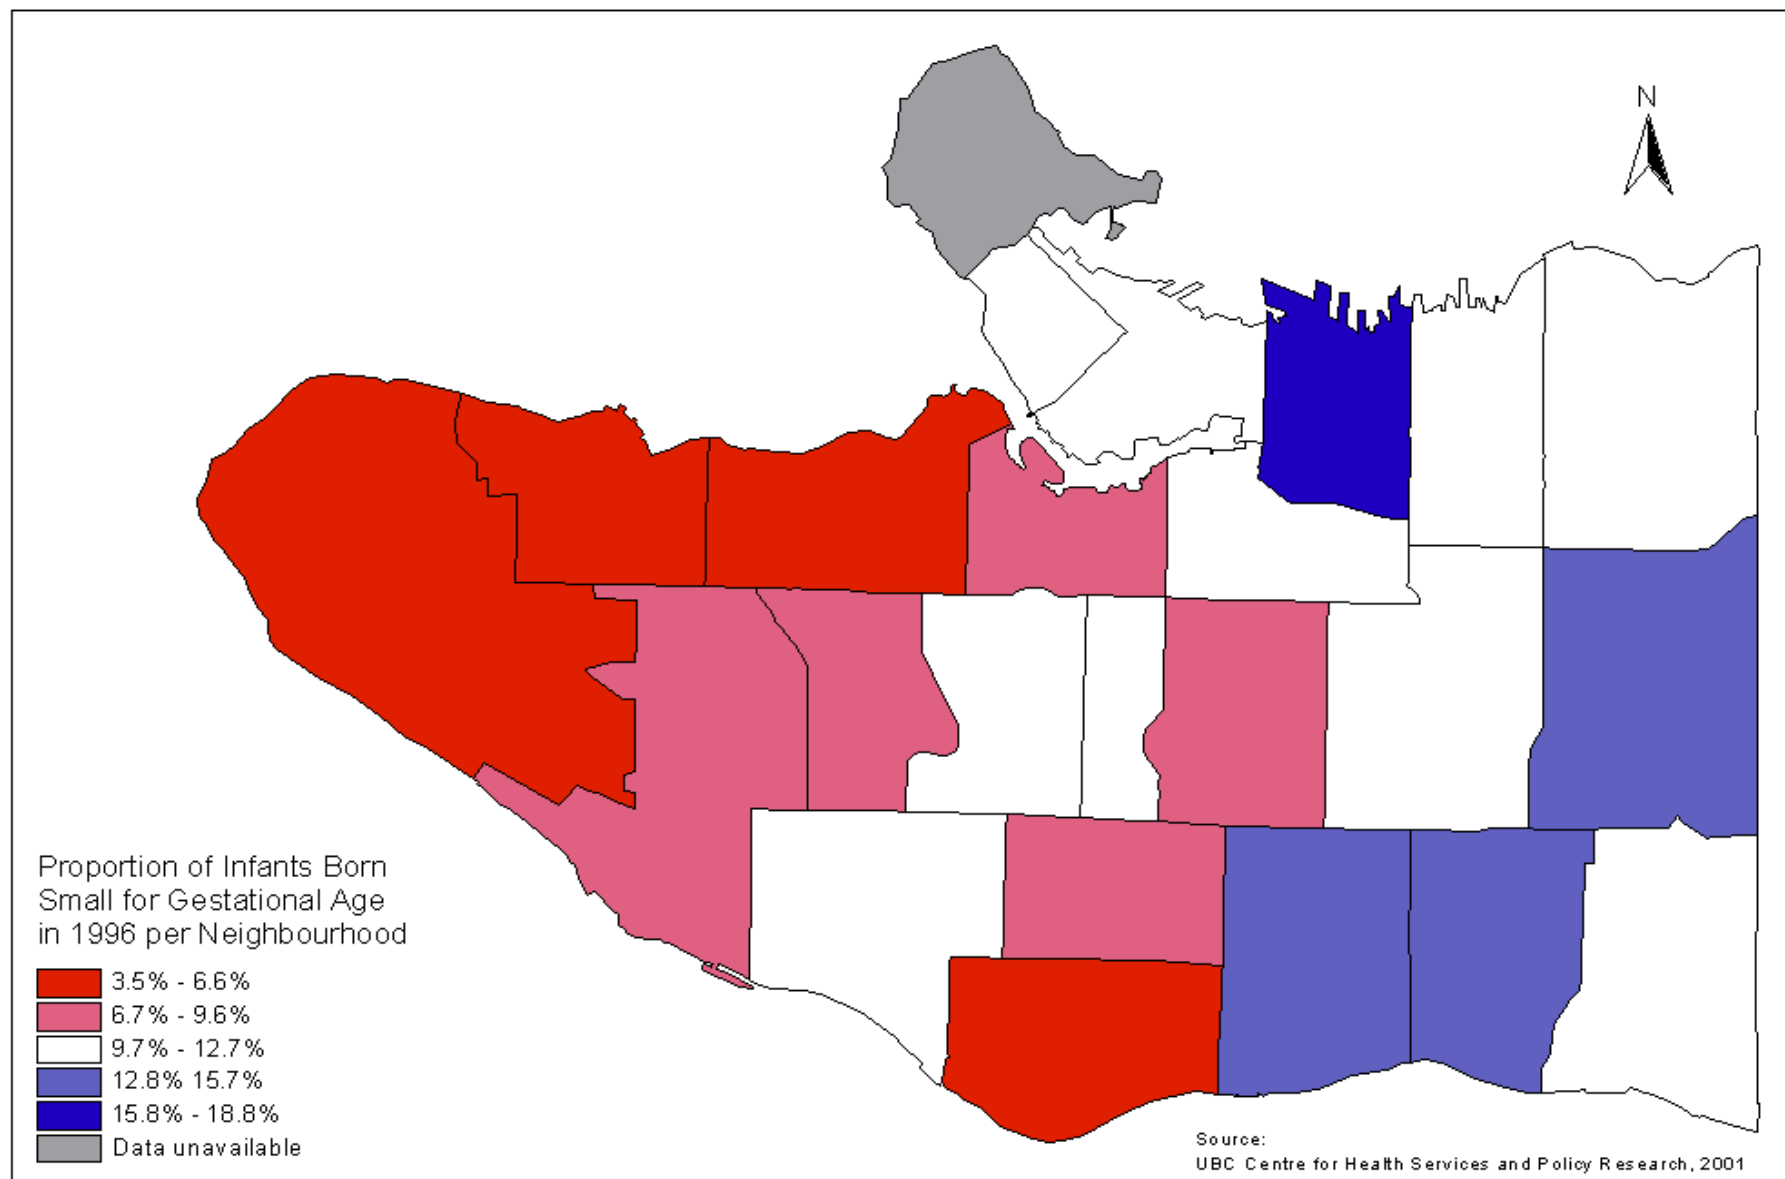 N
Proportion of Infants Born
Small for Gestational Age
in 1996 per Neighbourhood
3.5% - 6.6%
6.7% - 9.6%
9.7% - 12.7%
12.8% 15.7%
15.8% - 18.8%
Data unavailable
Source:
UBC Centre for Health Services and Policy Research, 2001